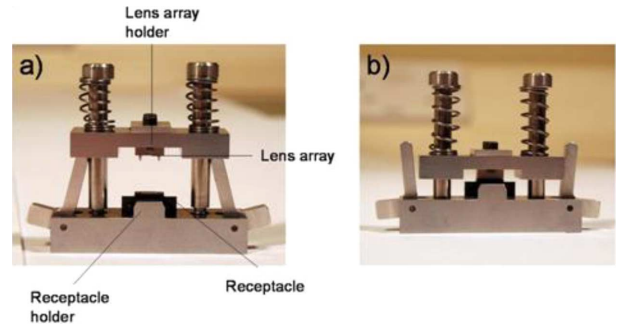 Lens array
holder
a)
b)
Lens array
Receptacle
Receptacle
holder